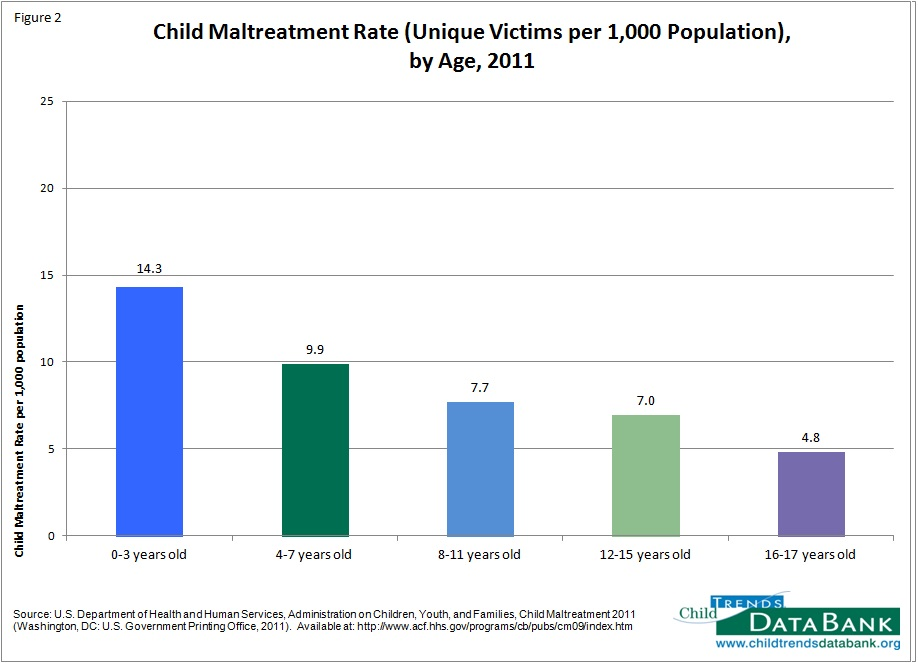 Figure 2
Child Maltreatment Rate (Unique Victims per 1,000 Population),
by Age, 2011
Child Maltreatment Rate per 1,000 population
25
20
15
10
5
0
14.3
9.9
7.7
7.0
4.8
0-3 years old
4-7 years old
8-11 years old
12-15 years old
16-17 years old
Source: U.S. Department of Health and Human Services, Administration on Children, Youth, and Families, Child Maltreatment 2011
(Washington, DC: U.S. Government Printing Office, 2011). Available at: http://www.acf.hhs.gov/programs/cb/pubs/cm09/index.htm
Child TRENDS
DATABANK
www.childtrendsdatabank.org